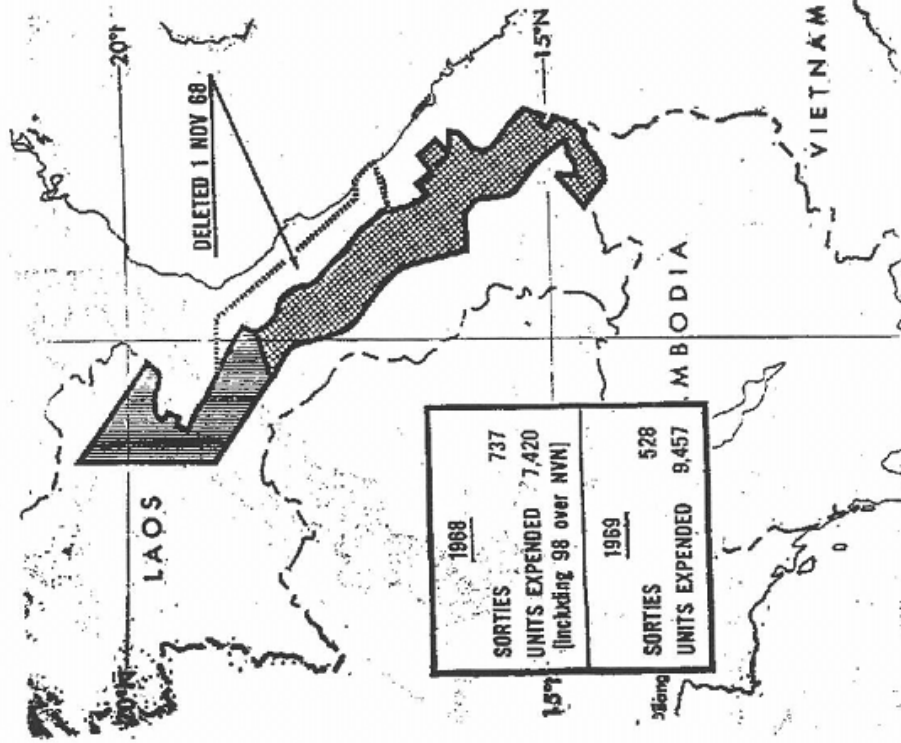 20°N
20°N
DELETED 1 NOV 68
LAOS
15°N
15°N
VIETNAM
MBODIA
1968
SORTIES 737
UNITS EXPENDED 7,420
[Including 98 over NVN]
1969
SORTIES 528
UNITS EXPENDED 9,457